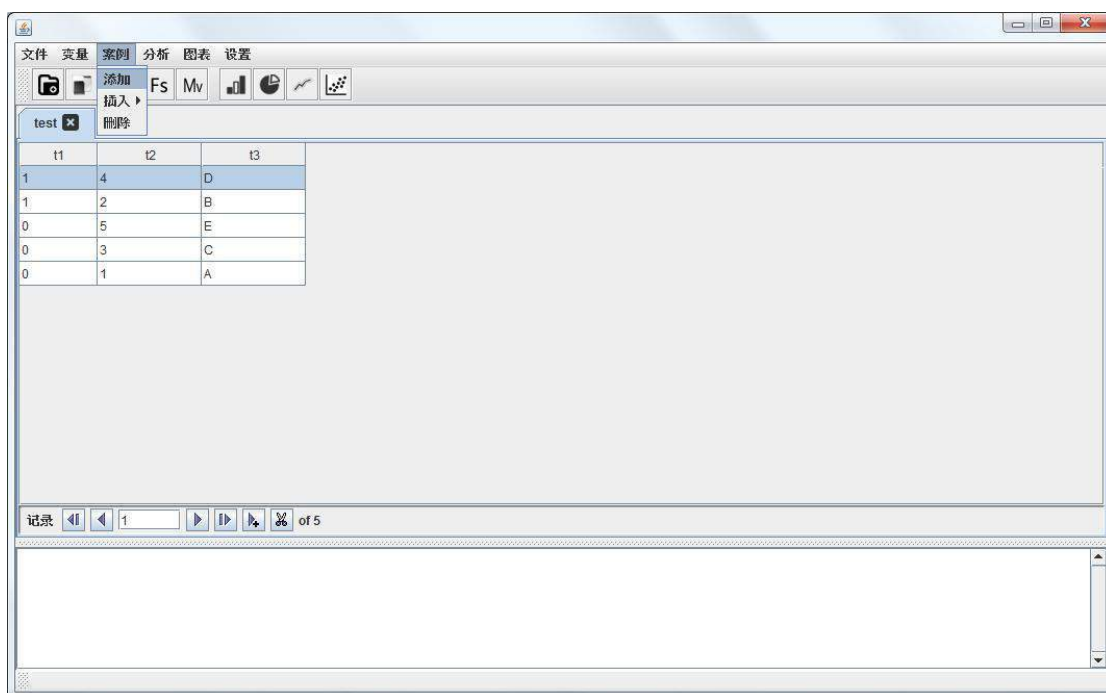 文件 变量 案例 分析 图表 设置
添加
Fs Mv
插入
test
删除
t1 t2 t3
1 4 D
1 2 B
0 5 E
0 3 C
0 1 A
记录 1 of 5